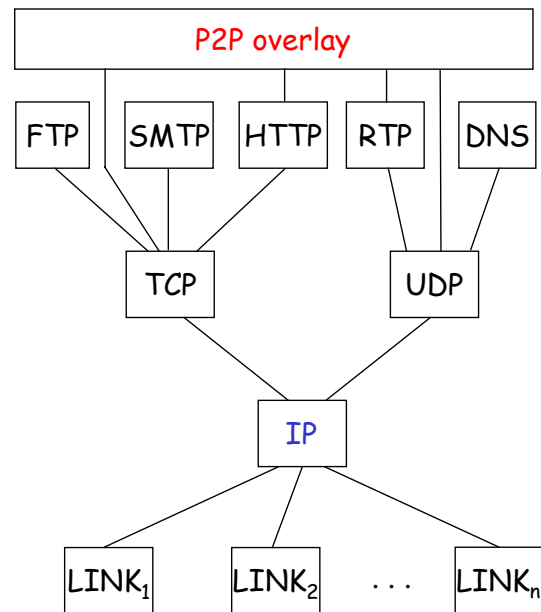 P2P overlay
FTP SMTP HTTP RTP DNS
TCP UDP
IP
LINK₁ LINK₂ ... LINKₙ